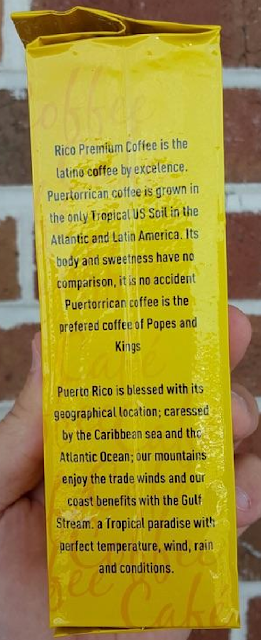 Coffee
Rico Premium Coffee is the
latino coffee by excelence.
Puertorrican coffee is grown in
the only Tropical US Soil in the
Atlantic and Latin America. Its
body and sweetness have no
comparison, it is no accident
Puertorrican coffee is the
prefered coffee of Popes and
Kings
Café
Puerto Rico is blessed with its
geographical location; caressed
by the Caribbean sea and the
Atlantic Ocean; our mountains
enjoy the trade winds and our
coast benefits with the Gulf
Stream. a Tropical paradise with
perfect temperature, wind, rain
and conditions.
Café